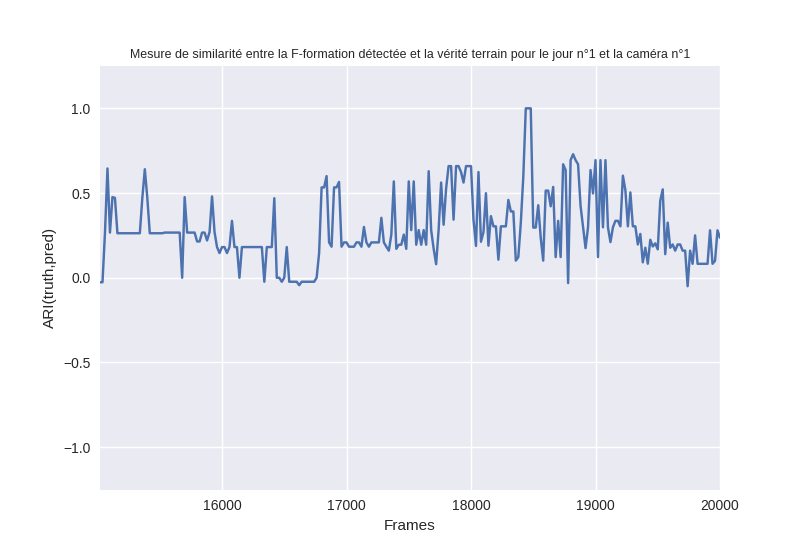 Mesure de similarité entre la F-formation détectée et la vérité terrain pour le jour n°1 et la caméra n°1
1.0
0.5
0.0
−0.5
−1.0
ARI(truth,pred)
16000 17000 18000 19000 20000
Frames